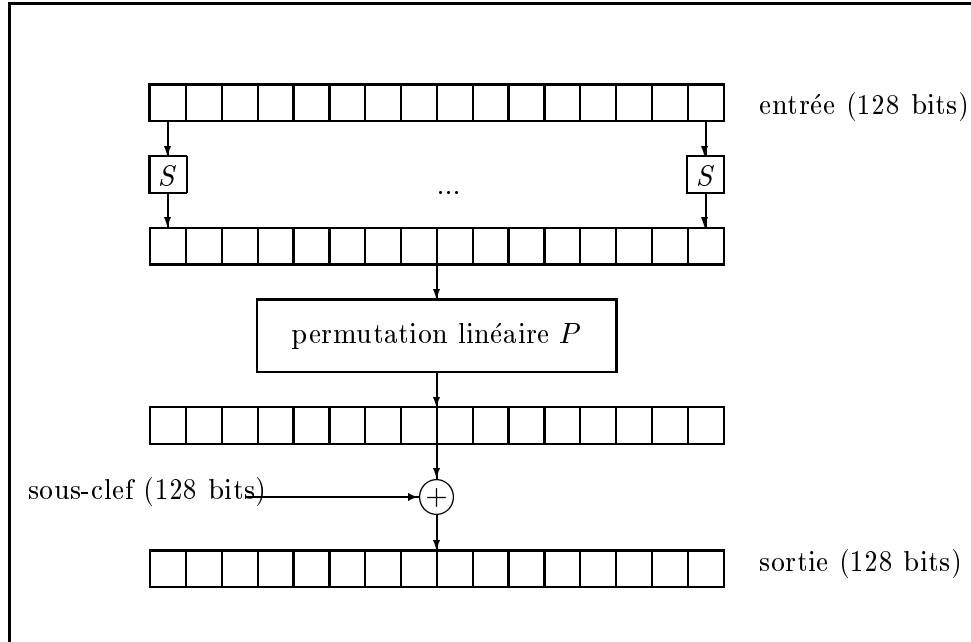 entrée (128 bits)
S
S
...
permutation linéaire P
sous-clef (128 bits)
+
sortie (128 bits)